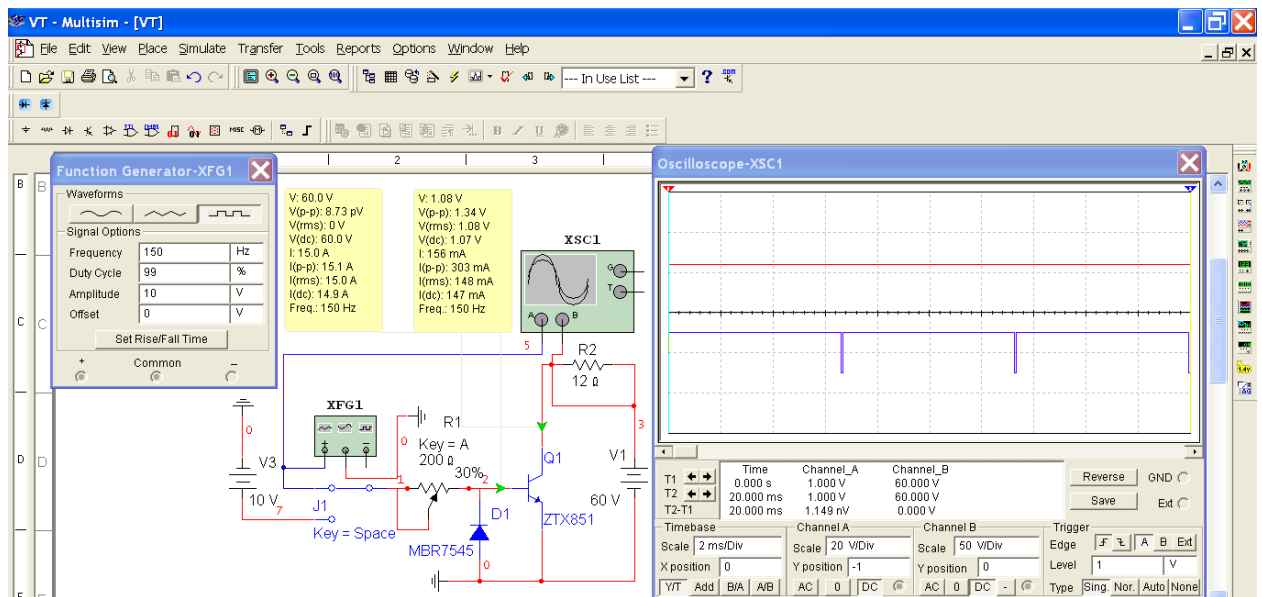 VT - Multisim - [VT]
File Edit View Place Simulate Transfer Tools Reports Options Window Help
--- In Use List ---
?
MISC
B I U
Function Generator-XFG1
Waveforms
Signal Options
Frequency 150 Hz
Duty Cycle 99 %
Amplitude 10 V
Offset 0 V
Set Rise/Fall Time
+ Common −
2 3
B B
C C
D D
V: 60.0 V
V(p-p): 8.73 pV
V(rms): 0 V
V(dc): 60.0 V
I: 15.0 A
I(p-p): 15.1 A
I(rms): 15.0 A
I(dc): 14.9 A
Freq.: 150 Hz
V: 1.08 V
V(p-p): 1.34 V
V(rms): 1.08 V
V(dc): 1.07 V
I: 156 mA
I(p-p): 303 mA
I(rms): 148 mA
I(dc): 147 mA
Freq.: 150 Hz
XSC1
G
T
A B
5
R2
12 Ω
3
XFG1
R1
0
0
Key = A
200 Ω
30%
1
2
V3
10 V
7
J1
Key = Space
Q1
ZTX851
V1
60 V
D1
MBR7545
0
Oscilloscope-XSC1
Time Channel_A Channel_B
T1 0.000 s 1.000 V 60.000 V
T2 20.000 ms 1.000 V 60.000 V
T2-T1 20.000 ms 1.149 nV 0.000 V
Reverse
Save
GND
Ext
Timebase
Scale 2 ms/Div
X position 0
Y/T Add B/A A/B
Channel A
Scale 20 V/Div
Y position -1
AC 0 DC
Channel B
Scale 50 V/Div
Y position 0
AC 0 DC -
Trigger
Edge A B Ext
Level 1 V
Type Sing. Nor. Auto None
1.4v
AG